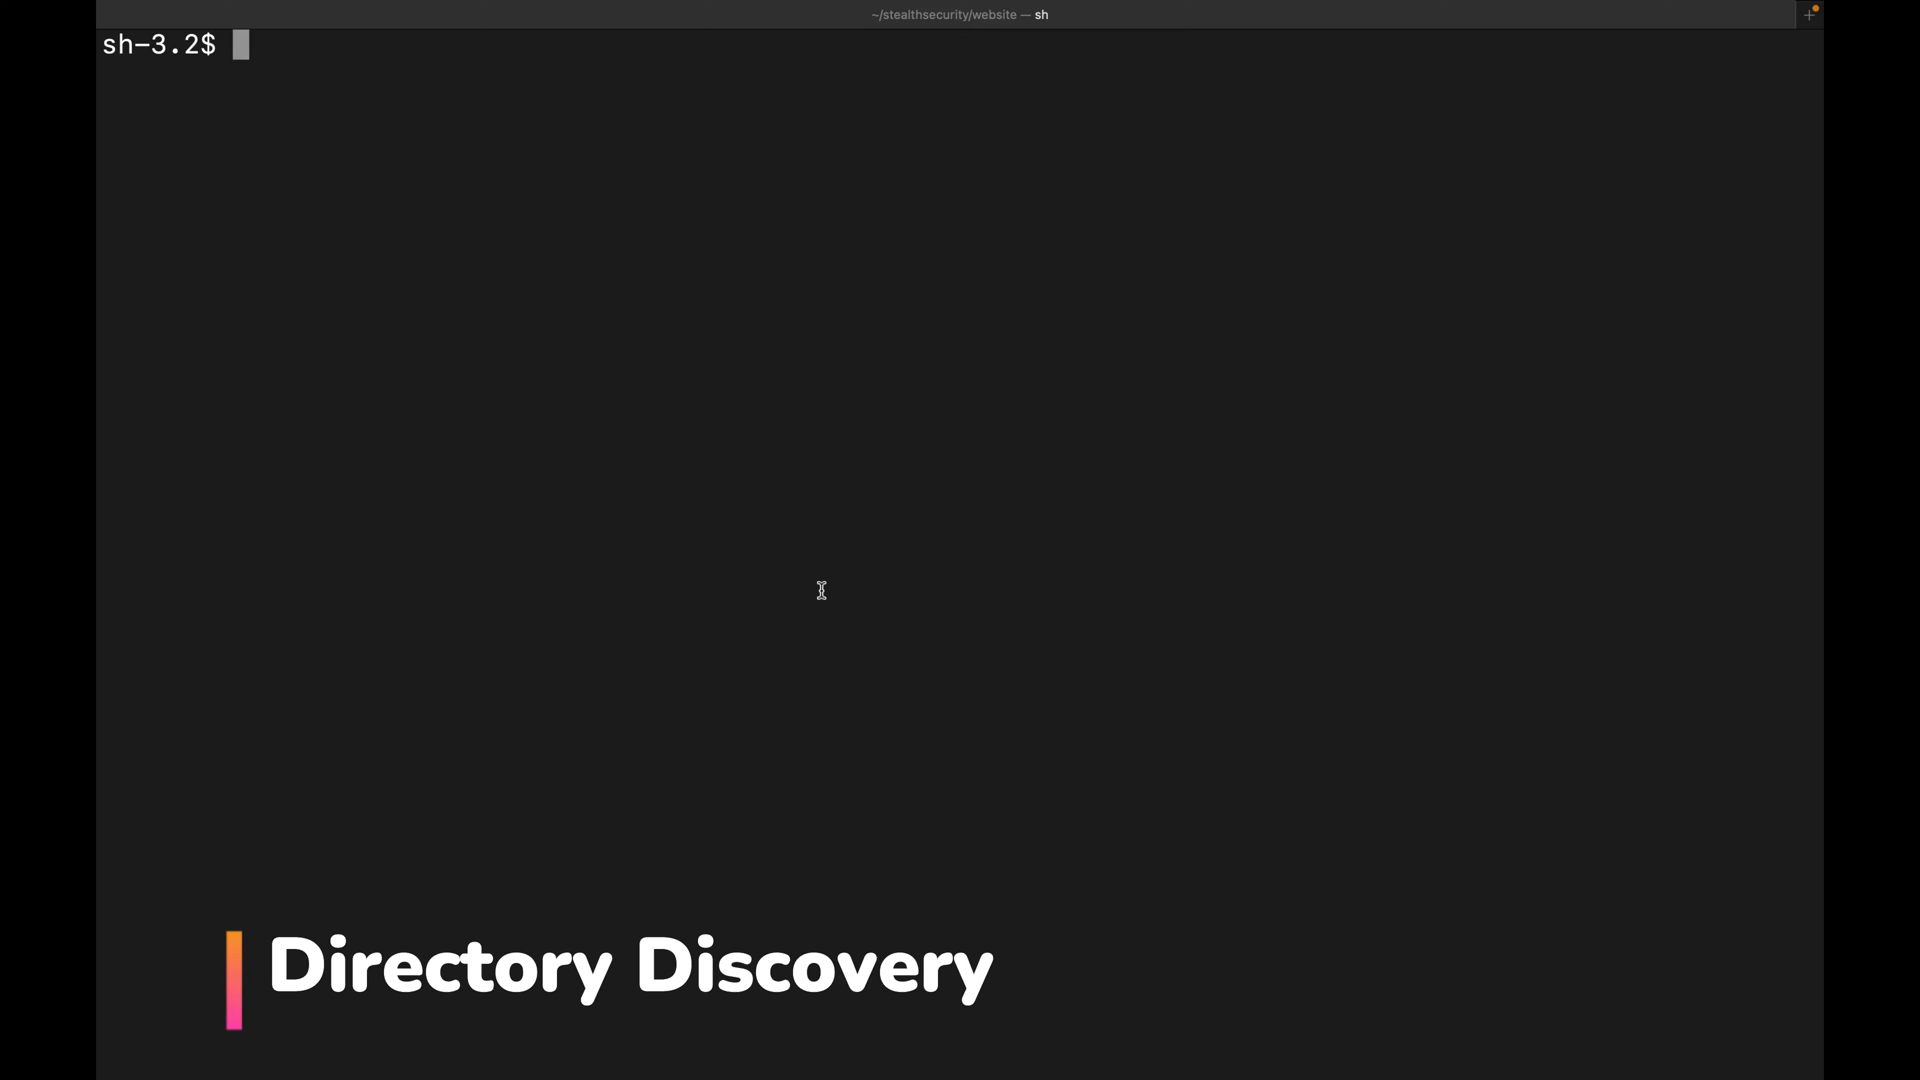 ~/stealthsecurity/website — sh
sh-3.2$
Directory Discovery